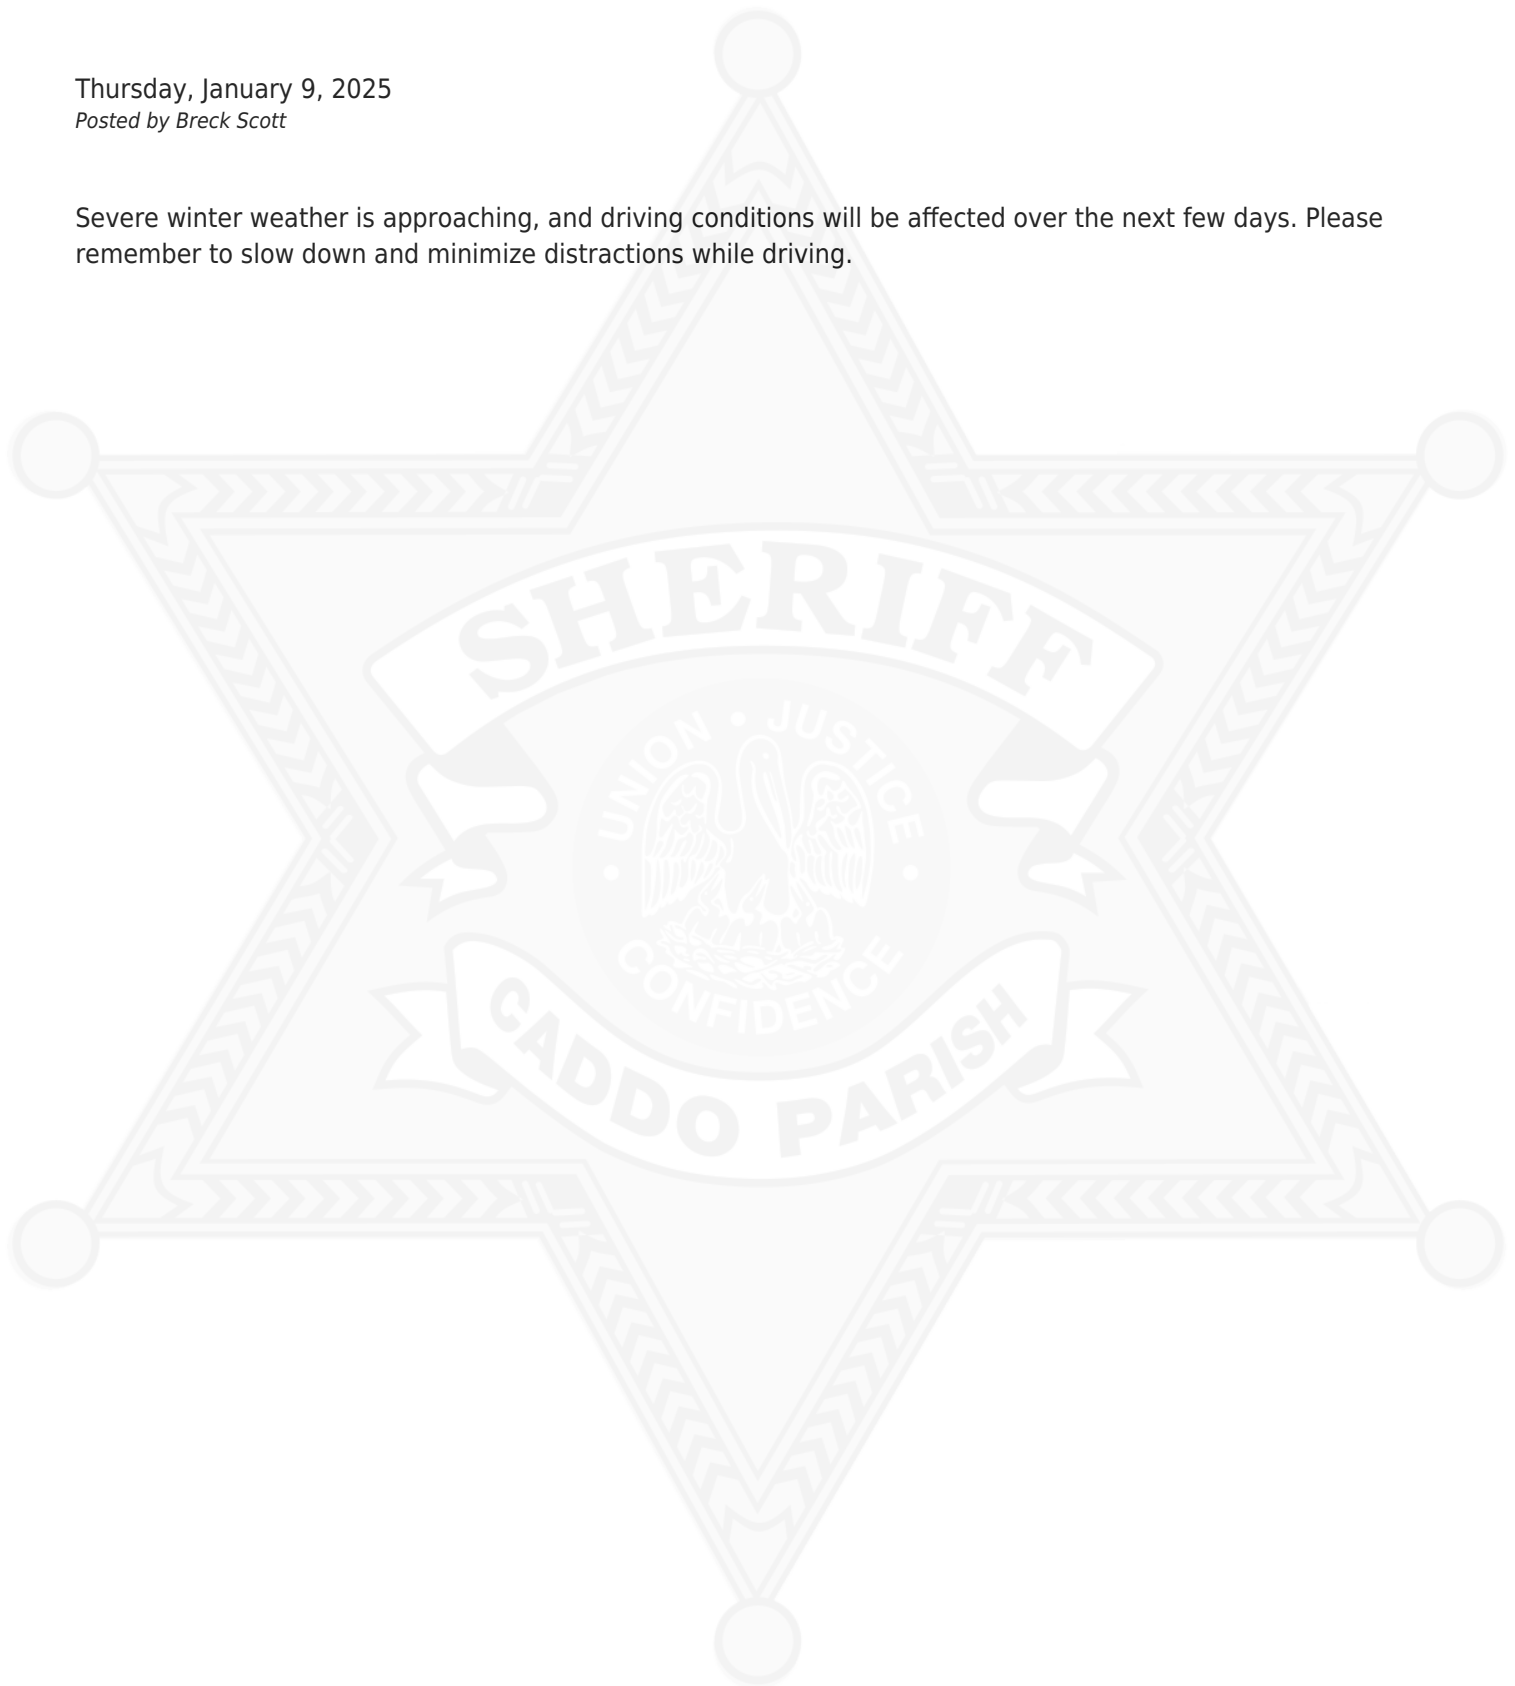 Thursday, January 9, 2025
Posted by Breck Scott
Severe winter weather is approaching, and driving conditions will be affected over the next few days. Please
remember to slow down and minimize distractions while driving.
SHERIFF
UNION • JUSTICE
• CONFIDENCE •
CADDO PARISH